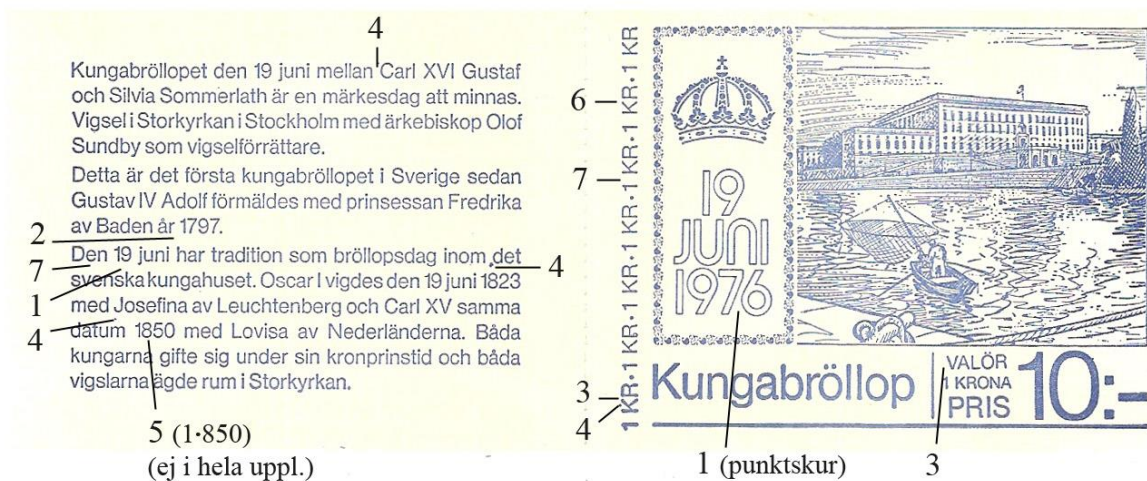 4
Kungabröllopet den 19 juni mellan Carl XVI Gustaf
och Silvia Sommerlath är en märkesdag att minnas.
Vigsel i Storkyrkan i Stockholm med ärkebiskop Olof
Sundby som vigselförrättare.
Detta är det första kungabröllopet i Sverige sedan
Gustav IV Adolf förmäldes med prinsessan Fredrika
av Baden år 1797.
2
Den 19 juni har tradition som bröllopsdag inom det
7
svenska kungahuset. Oscar I vigdes den 19 juni 1823
4
1
med Josefina av Leuchtenberg och Carl XV samma
4
datum 1850 med Lovisa av Nederländerna. Båda
kungarna gifte sig under sin kronprinstid och båda
vigslarna ägde rum i Storkyrkan.
5 (1·850)
(ej i hela uppl.)
6
7
3
4
1 KR·1 KR·1 KR·1 KR·1 KR·1 KR·1 KR
19
JUNI
1976
Kungabröllop
VALÖR
1 KRONA
PRIS
10:-
1 (punktskur)
3